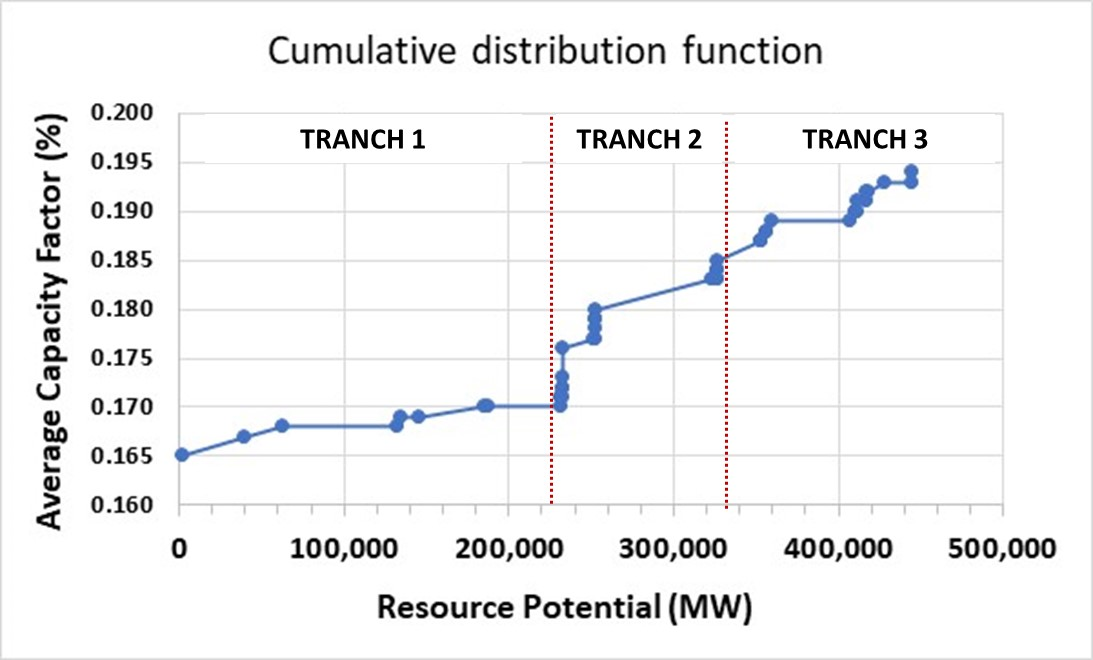 Cumulative distribution function
Average Capacity Factor (%)
0.200
0.195
0.190
0.185
0.180
0.175
0.170
0.165
0.160
TRANCH 1
TRANCH 2
TRANCH 3
0
100,000
200,000
300,000
400,000
500,000
Resource Potential (MW)